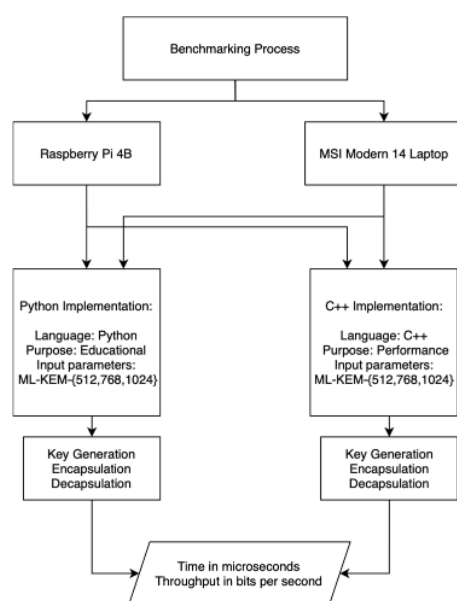 Benchmarking Process
Raspberry Pi 4B
MSI Modern 14 Laptop
Python Implementation:
Language: Python
Purpose: Educational
Input parameters:
ML-KEM-{512,768,1024}
C++ Implementation:
Language: C++
Purpose: Performance
Input parameters:
ML-KEM-{512,768,1024}
Key Generation
Encapsulation
Decapsulation
Key Generation
Encapsulation
Decapsulation
Time in microseconds
Throughput in bits per second